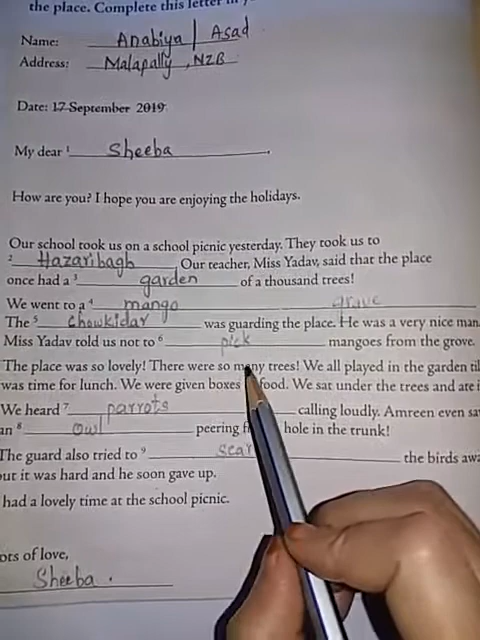 the place. Complete this letter in
Name: Anabiya / Asad
Address: Malapally, NZB
Date: 17 September 2019
My dear 1 Sheeba.
How are you? I hope you are enjoying the holidays.
Our school took us on a school picnic yesterday. They took us to
2 Hazaribagh Our teacher, Miss Yadav, said that the place
once had a 3 garden of a thousand trees!
We went to a 4 mango grave
The 5 chowkidar was guarding the place. He was a very nice man.
Miss Yadav told us not to 6 pick mangoes from the grove.
The place was so lovely! There were so many trees! We all played in the garden til
was time for lunch. We were given boxes food. We sat under the trees and ate
We heard 7 parrots calling loudly. Amreen even sa
an 8 owl peering hole in the trunk!
The guard also tried to 9 scar the birds awa
out it was hard and he soon gave up.
had a lovely time at the school picnic.
ots of love,
Sheeba.